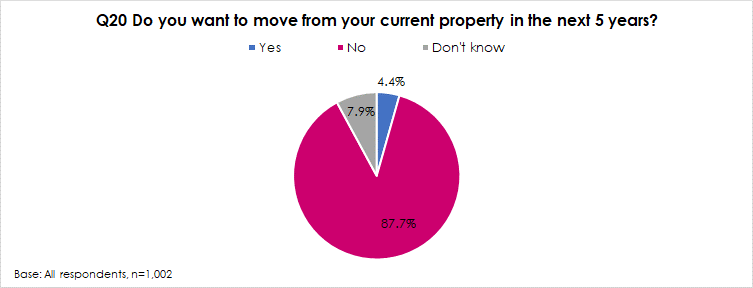 Q20 Do you want to move from your current property in the next 5 years?
Yes No Don't know
4.4%
7.9%
87.7%
Base: All respondents, n=1,002